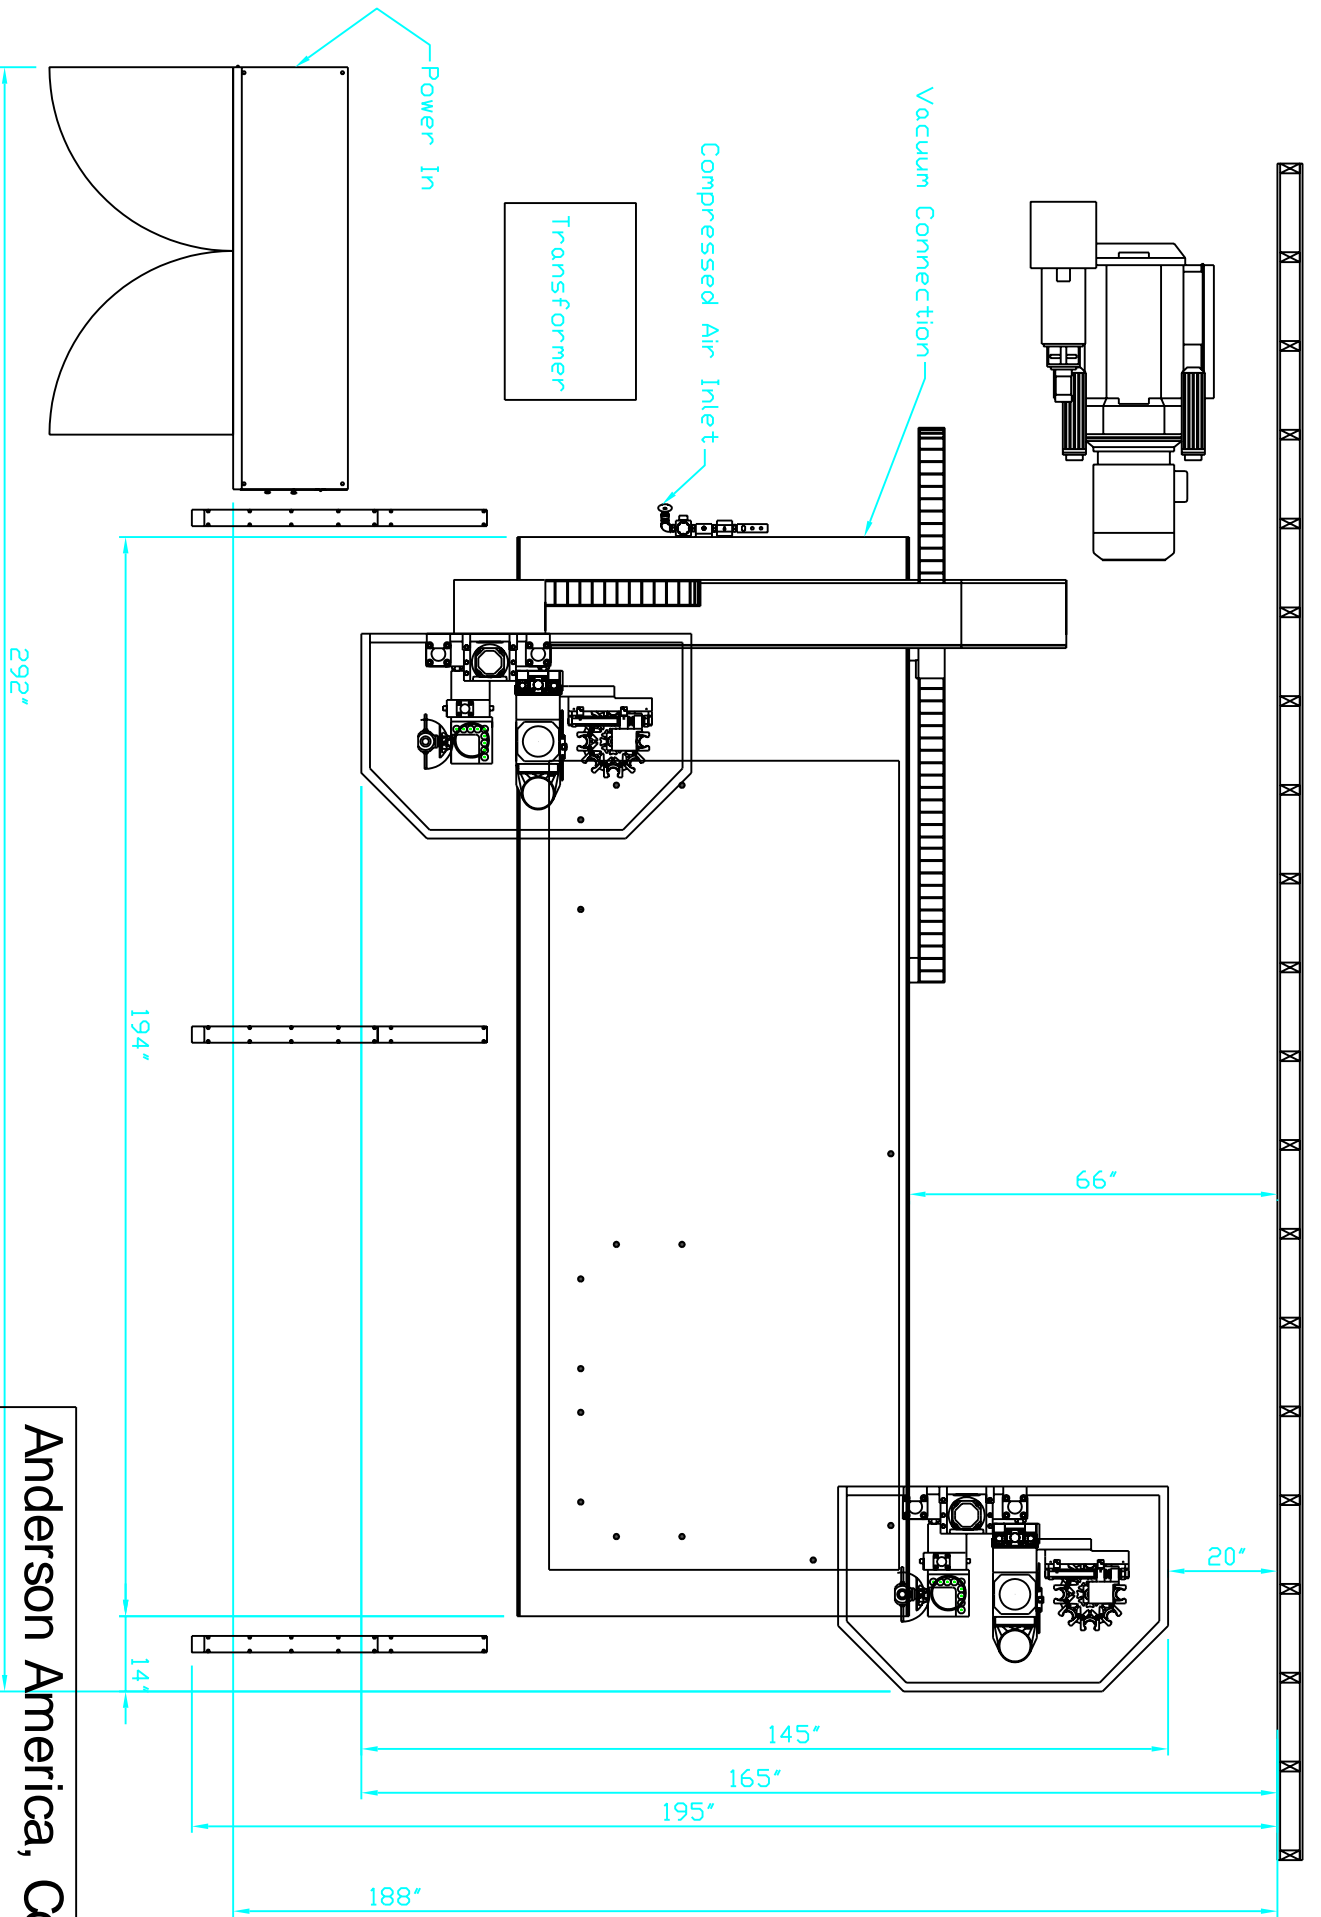 Power In
Transformer
Compressed Air Inlet
Vacuum Connection
292"
194"
14"
66"
20"
145"
165"
195"
188"
Anderson America,